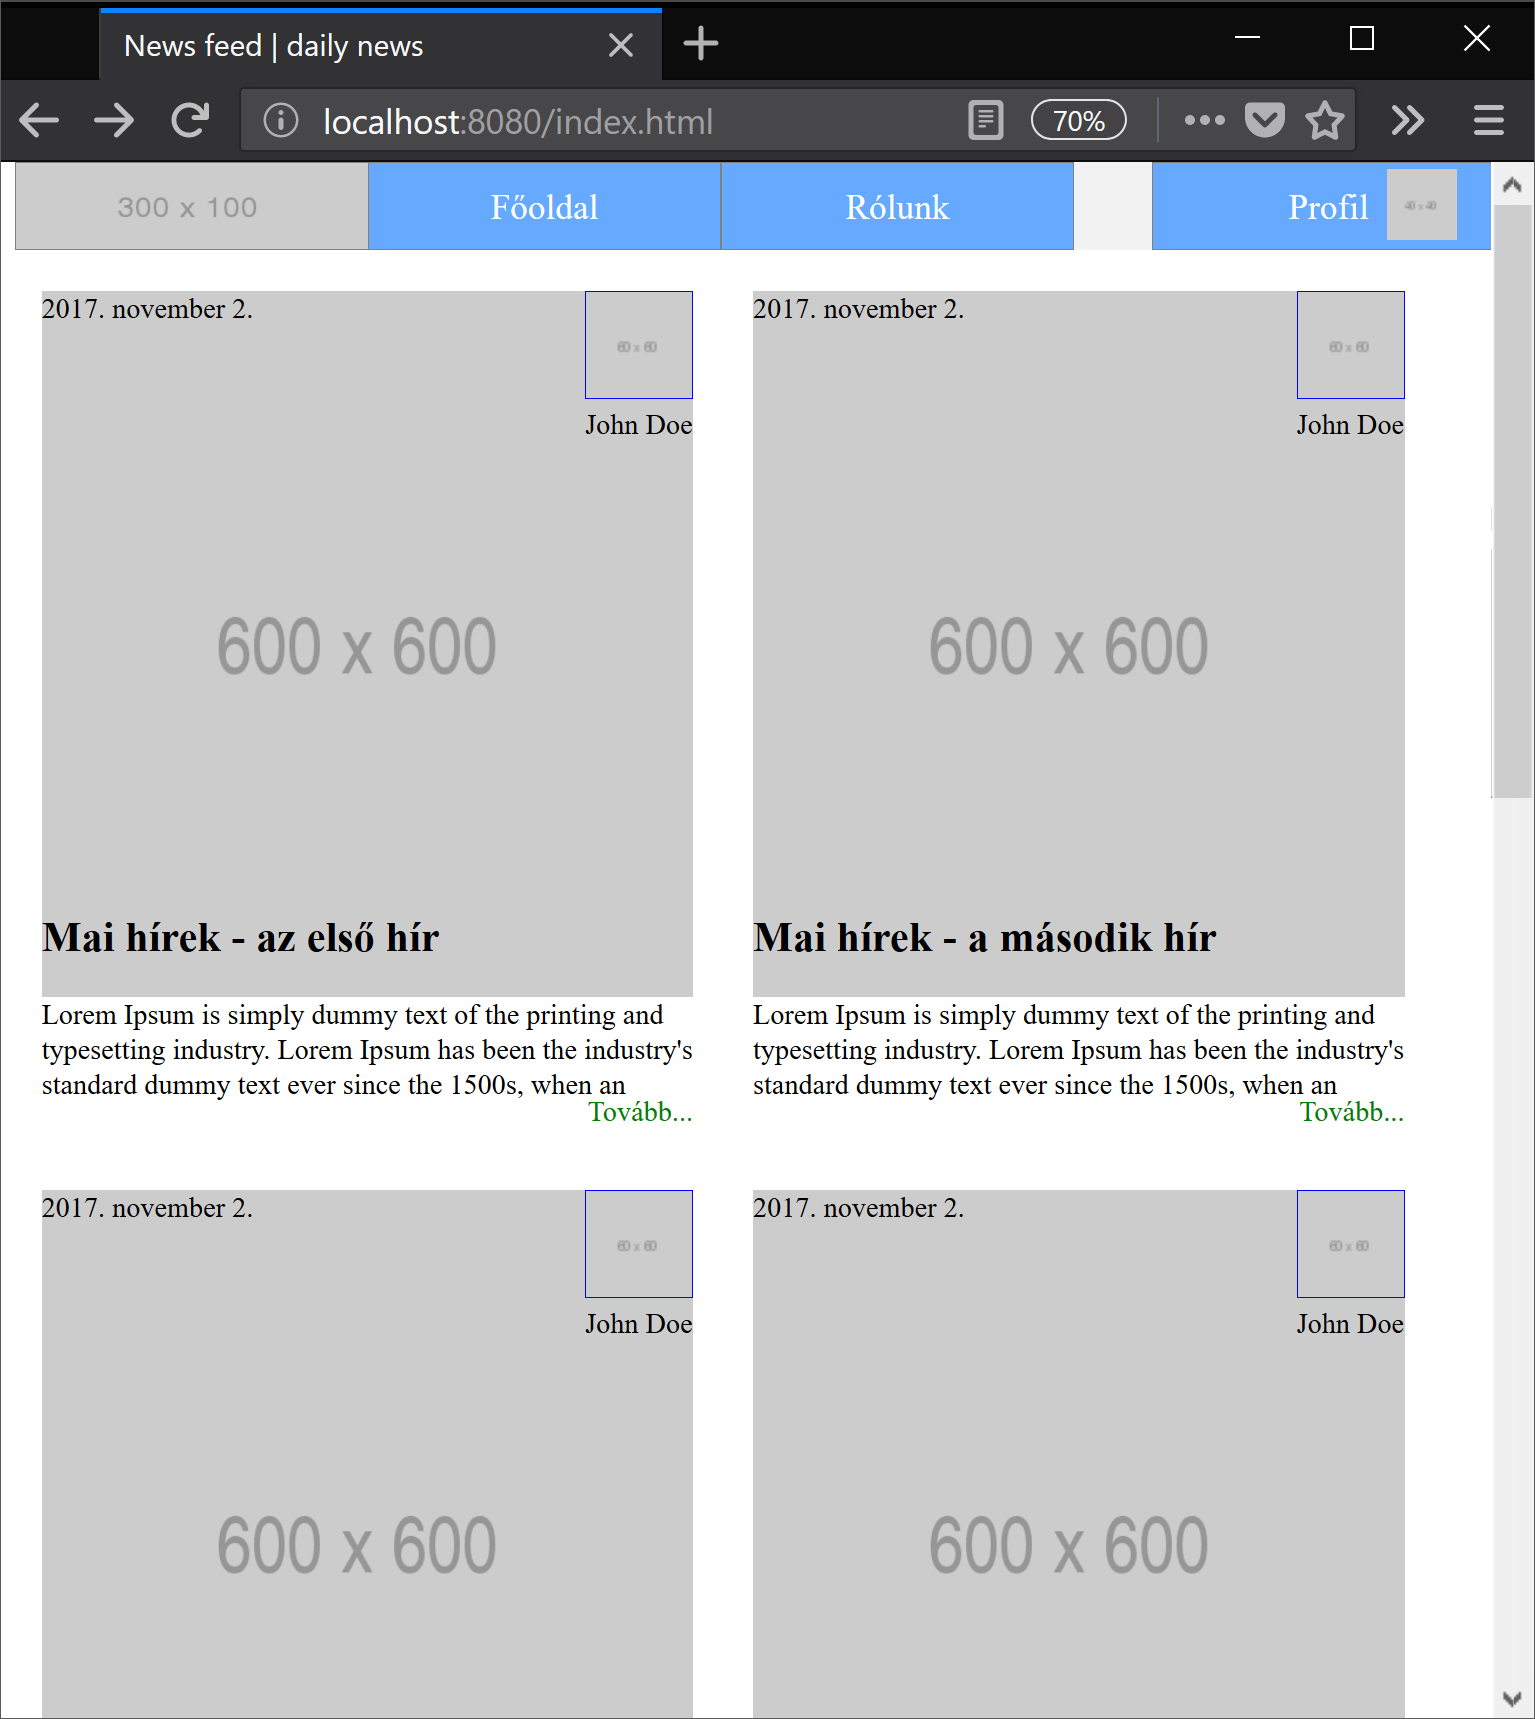 News feed | daily news
localhost:8080/index.html
70%
300 x 100
Főoldal
Rólunk
Profil
40 x 40
2017. november 2.
60 x 60
John Doe
600 x 600
Mai hírek - az első hír
Lorem Ipsum is simply dummy text of the printing and
typesetting industry. Lorem Ipsum has been the industry's
standard dummy text ever since the 1500s, when an
Tovább...
2017. november 2.
60 x 60
John Doe
600 x 600
Mai hírek - a második hír
Lorem Ipsum is simply dummy text of the printing and
typesetting industry. Lorem Ipsum has been the industry's
standard dummy text ever since the 1500s, when an
Tovább...
2017. november 2.
60 x 60
John Doe
600 x 600
2017. november 2.
60 x 60
John Doe
600 x 600